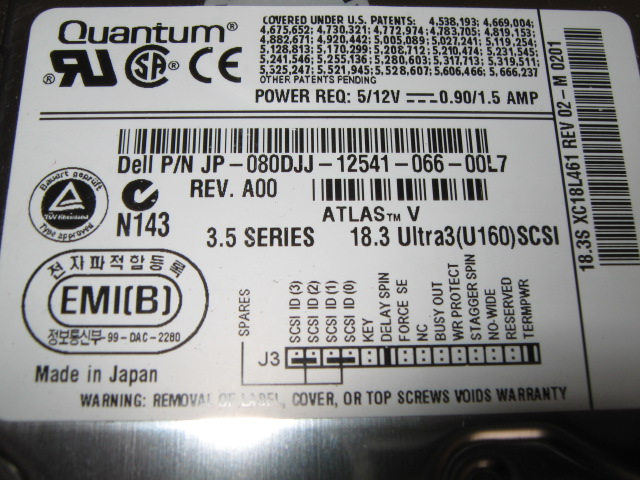 Quantum®
COVERED UNDER U.S. PATENTS: 4,538,193; 4,669,004;
4,675,652; 4,730,321; 4,772,974; 4,783,705; 4,819,153
4,882,671; 4,920,442; 5,005,089; 5,027,241; 5,119,254;
5,128,813; 5,170,299; 5,208,712; 5,210,474; 5,231,545;
5,241,546; 5,255,136; 5,280,603; 5,317,713; 5,319,511;
5,525,247; 5,521,945; 5,528,607; 5,606,466; 5,666,237
OTHER PATENTS PENDING
POWER REQ: 5/12V 0.90/1.5 AMP
Dell P/N JP-080DJJ-12541-066-00L7
REV. A00
Bauart geprüft
TÜV Rheinland
Type approved
N143
ATLAS™ V
3.5 SERIES 18.3 Ultra3(U160)SCSI
18.3S XC18L461 REV 02-M 0201
전자파적합등록
EMI(B)
정보통신부-99-DAC-2280
SPARES
SCSI ID (3)
SCSI ID (2)
SCSI ID (1)
SCSI ID (0)
KEY
DELAY SPIN
FORCE SE
NC
BUSY OUT
WR PROTECT
STAGGER SPIN
NO-WIDE
RESERVED
TERMPWR
J3
Made in Japan
WARNING: REMOVAL OF LABEL, COVER, OR TOP SCREWS VOIDS WARRANTY